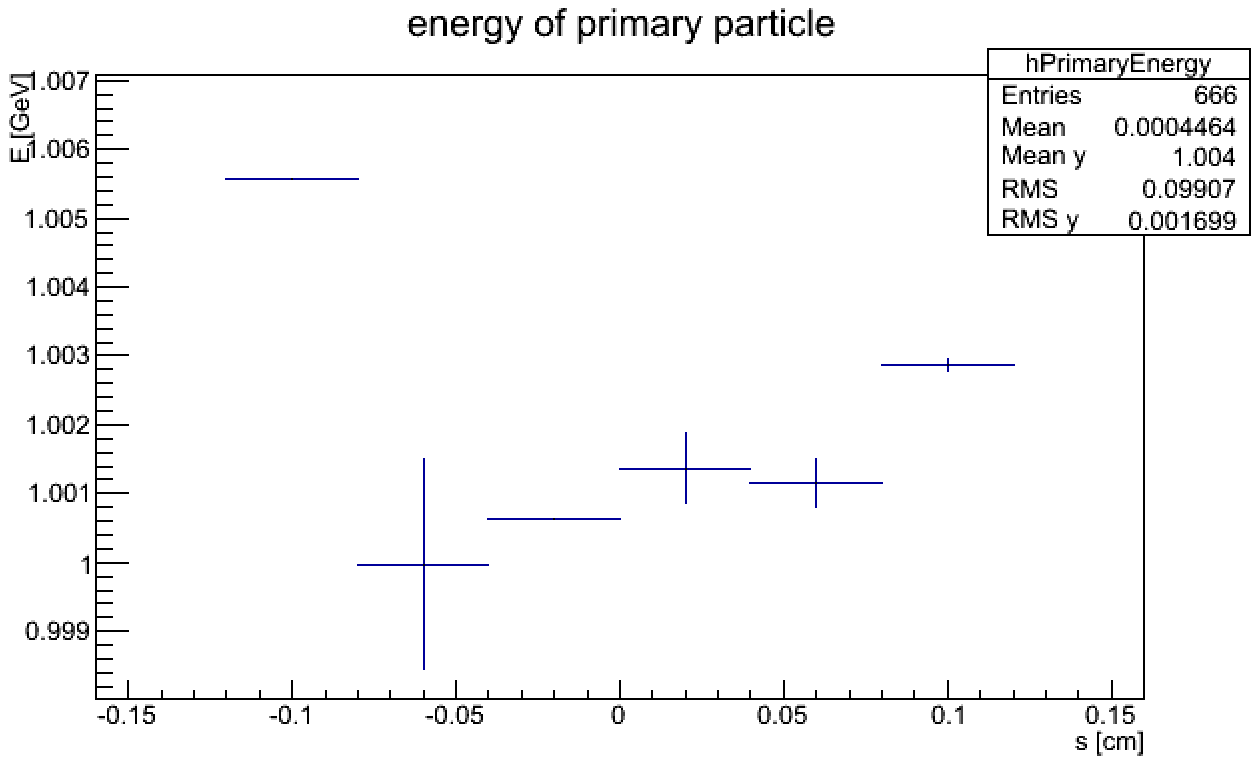 energy of primary particle
hPrimaryEnergy
Entries 666
Mean 0.0004464
Mean y 1.004
RMS 0.09907
RMS y 0.001699
E [GeV]
1.007
1.006
1.005
1.004
1.003
1.002
1.001
1
0.999
-0.15 -0.1 -0.05 0 0.05 0.1 0.15
s [cm]